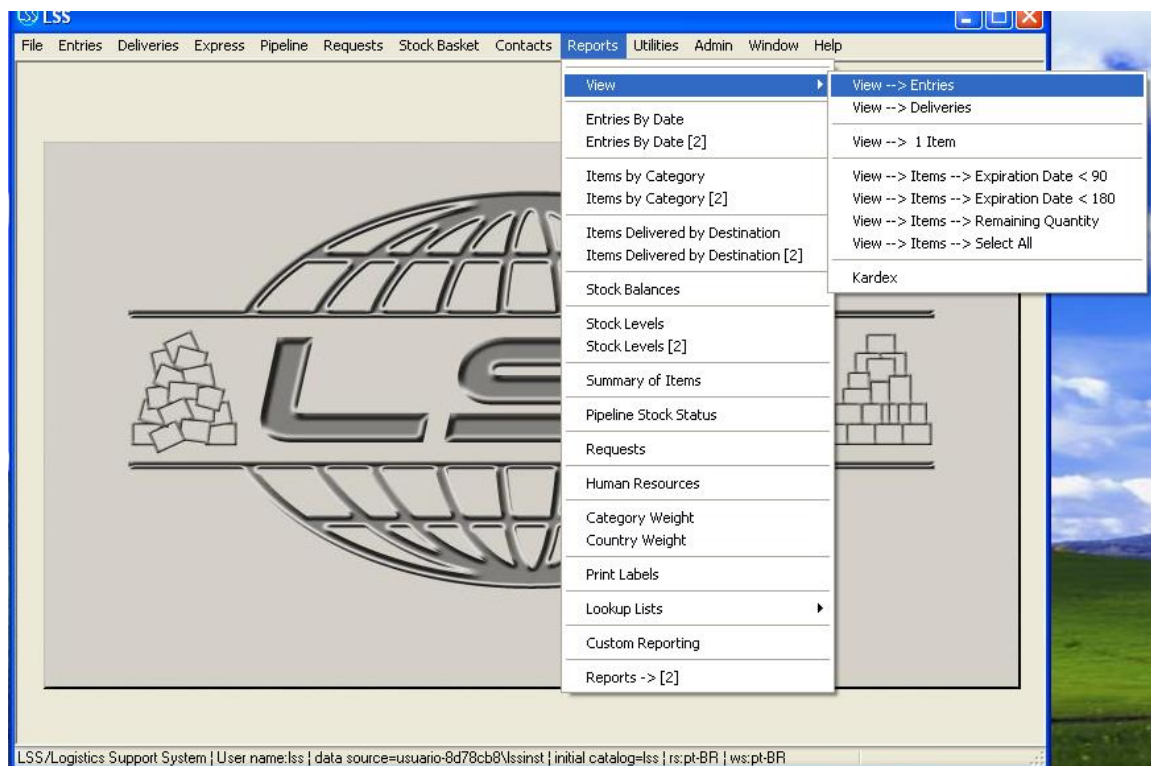 LSS
File Entries Deliveries Express Pipeline Requests Stock Basket Contacts Reports Utilities Admin Window Help
View
Entries By Date
Entries By Date [2]
Items by Category
Items by Category [2]
Items Delivered by Destination
Items Delivered by Destination [2]
Stock Balances
Stock Levels
Stock Levels [2]
Summary of Items
Pipeline Stock Status
Requests
Human Resources
Category Weight
Country Weight
Print Labels
Lookup Lists
Custom Reporting
Reports -> [2]
View --> Entries
View --> Deliveries
View --> 1 Item
View --> Items --> Expiration Date < 90
View --> Items --> Expiration Date < 180
View --> Items --> Remaining Quantity
View --> Items --> Select All
Kardex
LS
LSS/Logistics Support System ¦ User name:lss ¦ data source=usuario-8d78cb8\lssinst ¦ initial catalog=lss ¦ rs:pt-BR ¦ ws:pt-BR